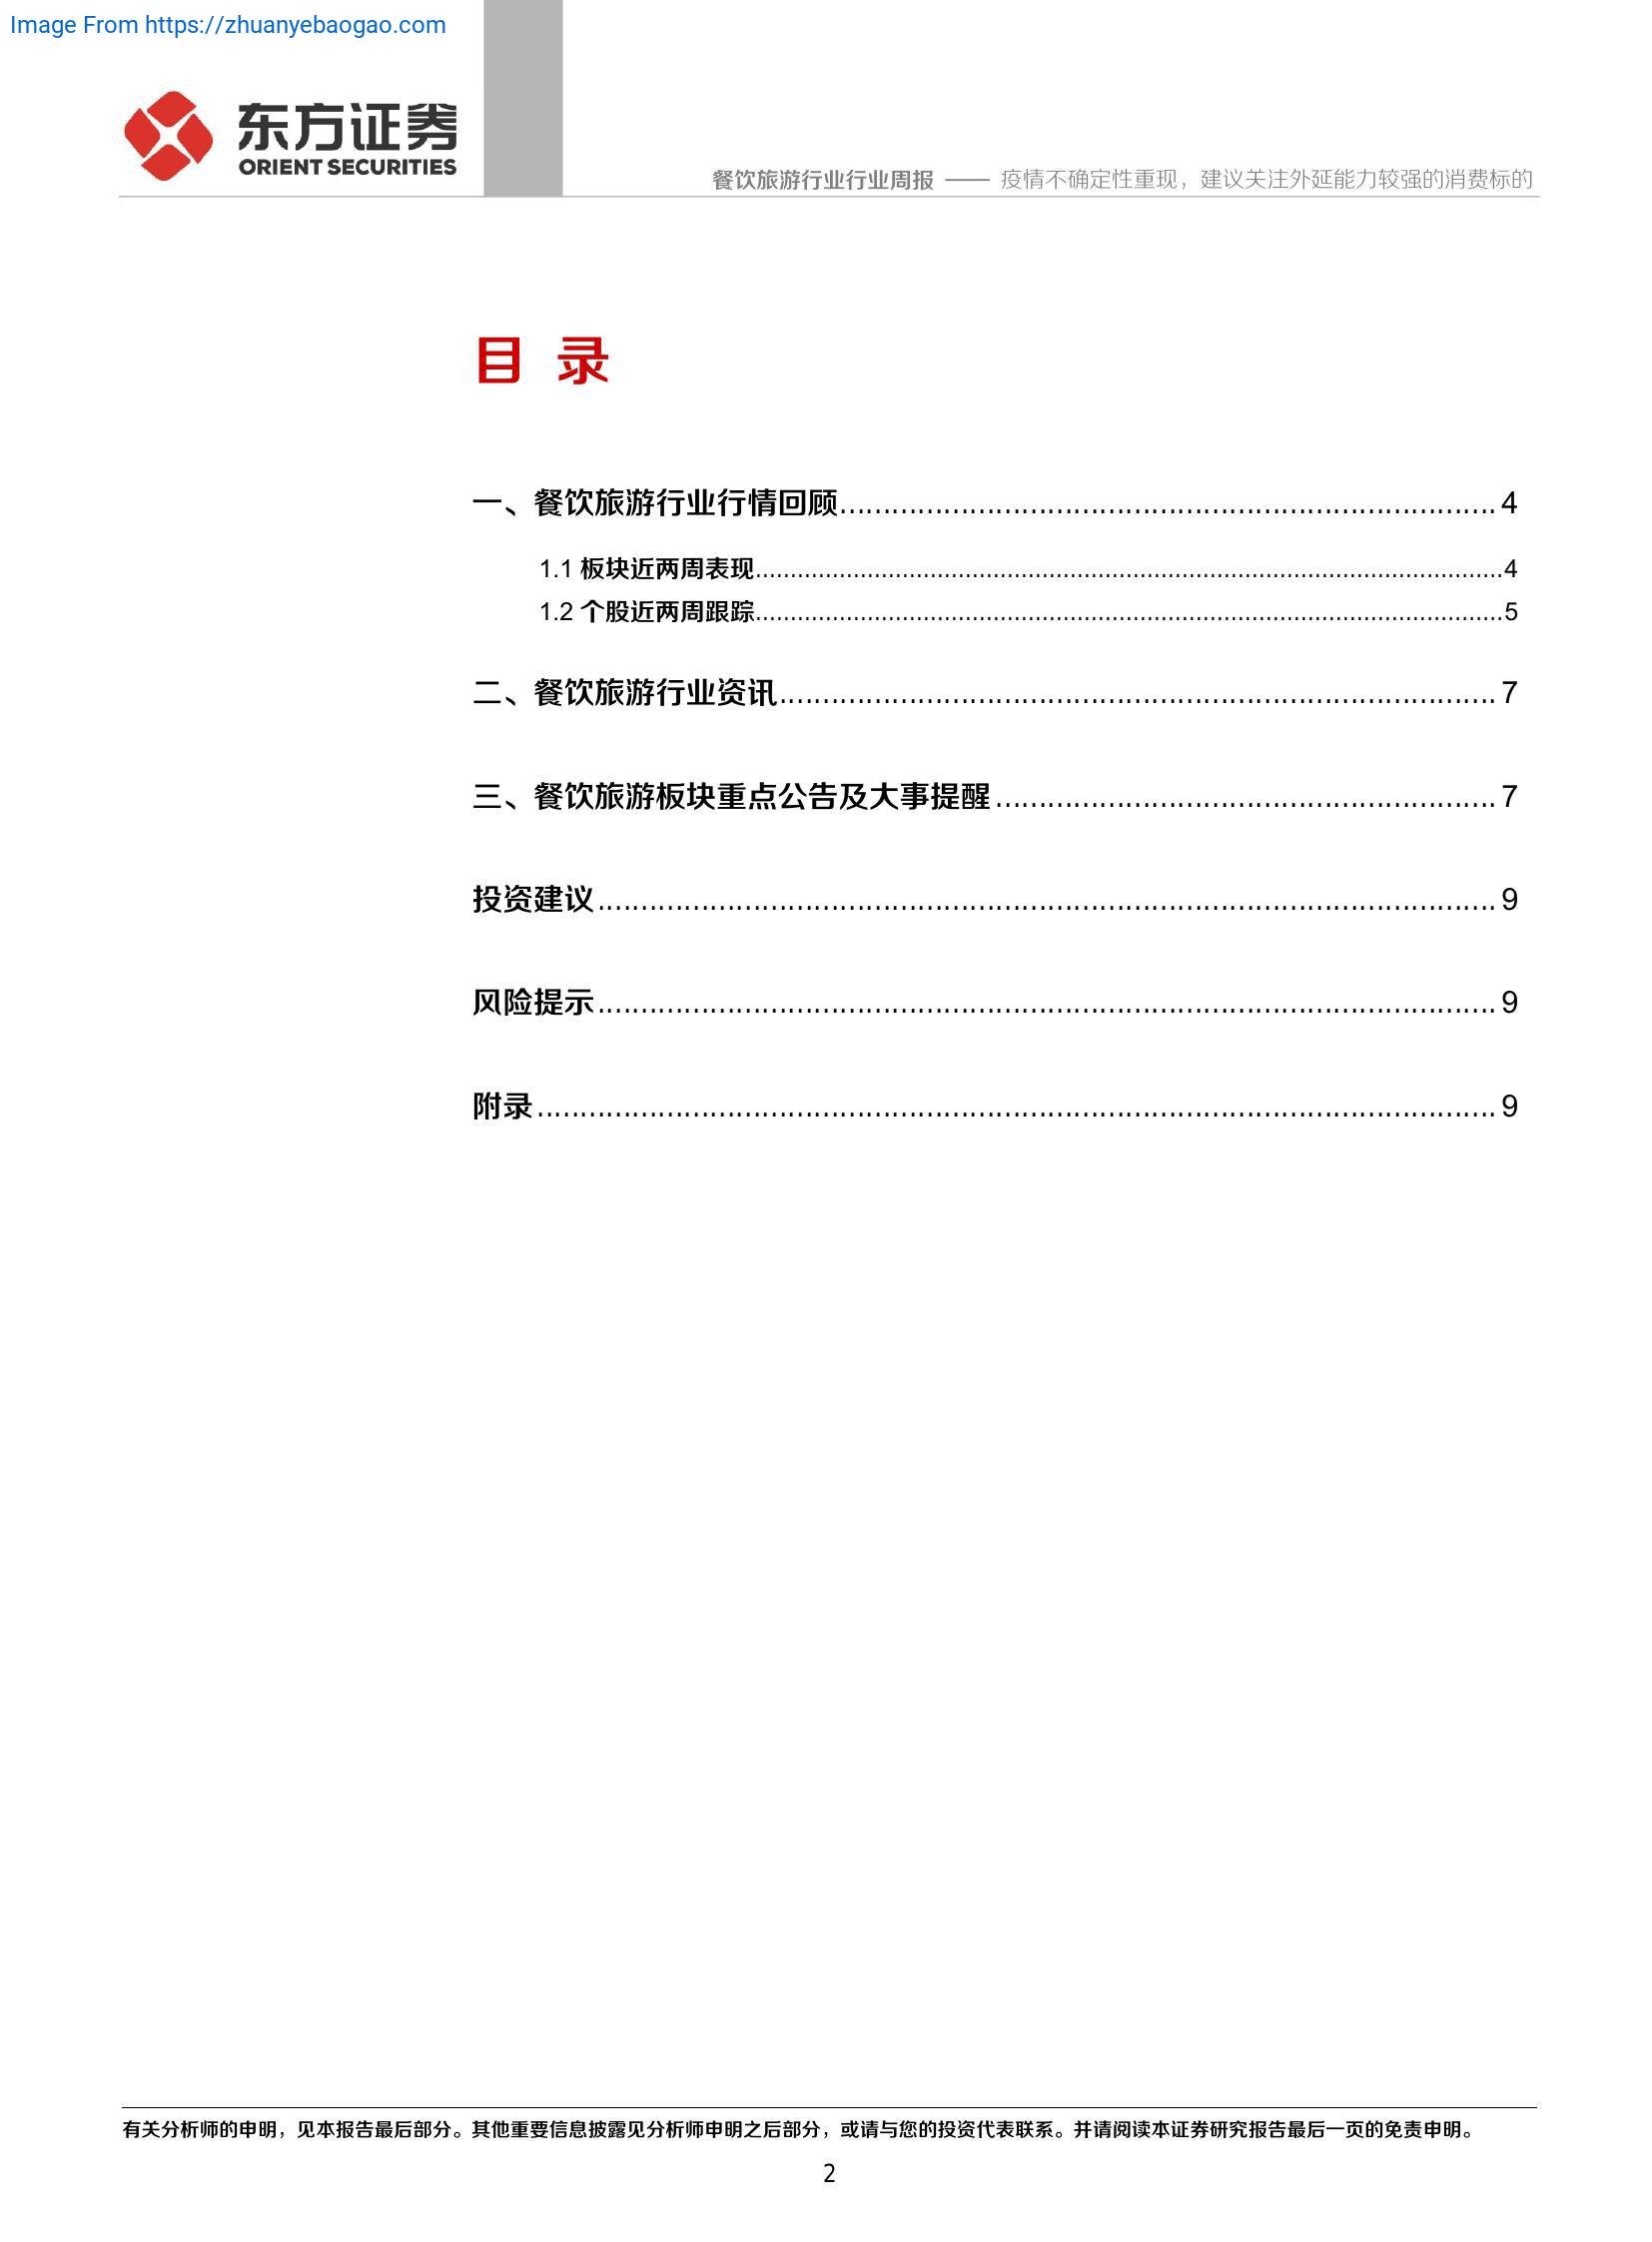 Image From https://zhuanyebaogao.com
东方证券
ORIENT SECURITIES
餐饮旅游行业行业周报 —— 疫情不确定性重现，建议关注外延能力较强的消费标的
目 录
一、餐饮旅游行业行情回顾 4
1.1 板块近两周表现 4
1.2 个股近两周跟踪 5
二、餐饮旅游行业资讯 7
三、餐饮旅游板块重点公告及大事提醒 7
投资建议 9
风险提示 9
附录 9
有关分析师的申明，见本报告最后部分。其他重要信息披露见分析师申明之后部分，或请与您的投资代表联系。并请阅读本证券研究报告最后一页的免责申明。
2